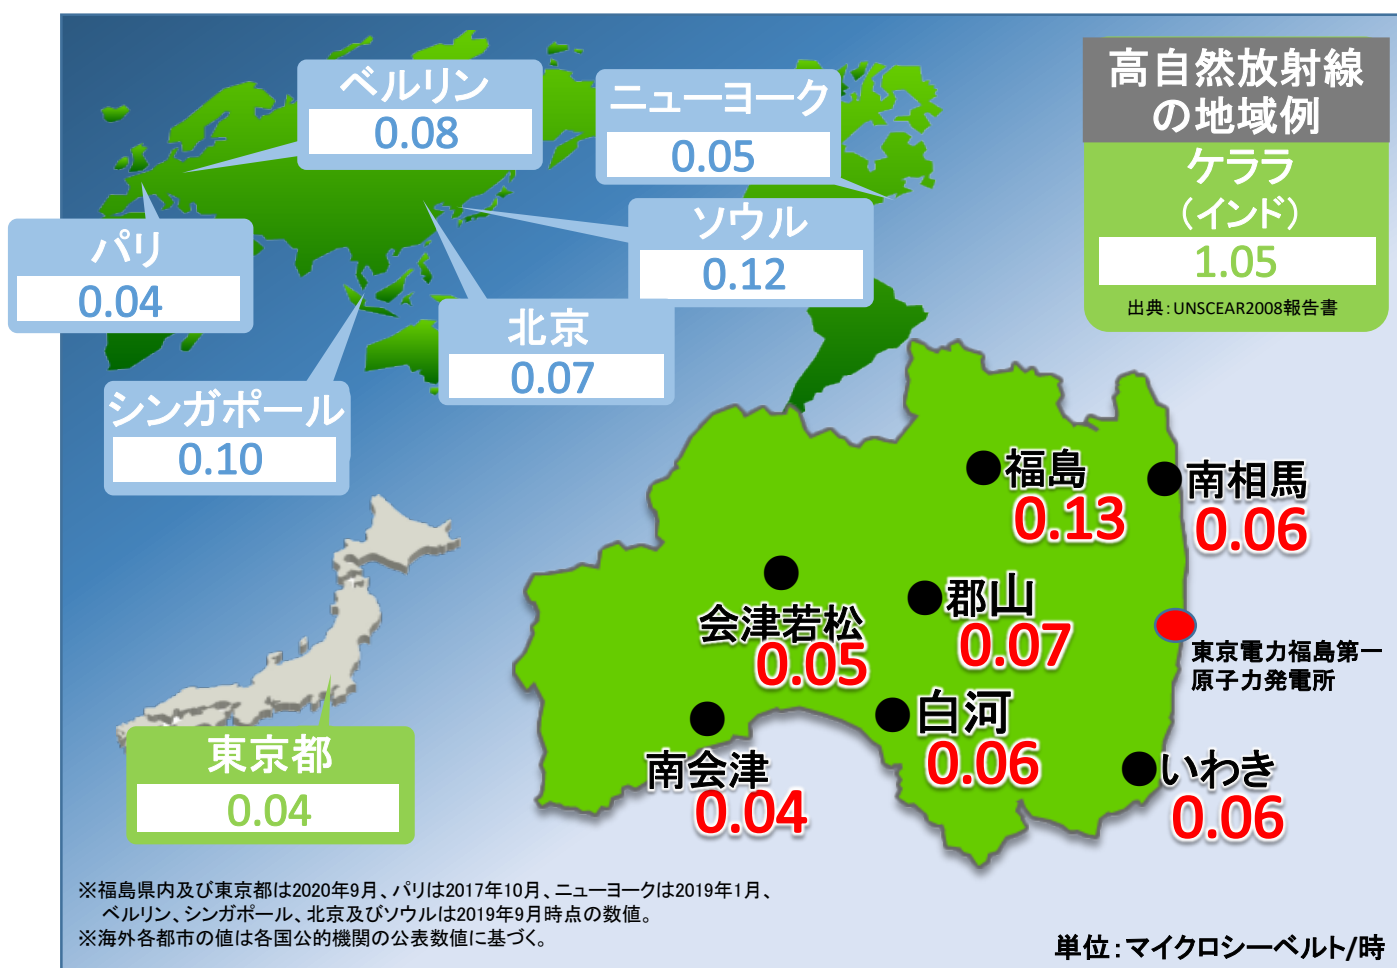 ベルリン
0.08
ニューヨーク
0.05
高自然放射線
の地域例
ケララ
（インド）
1.05
出典：UNSCEAR2008報告書
パリ
0.04
ソウル
0.12
北京
0.07
シンガポール
0.10
福島
0.13
南相馬
0.06
会津若松
0.05
郡山
0.07
東京電力福島第一
原子力発電所
白河
0.06
南会津
0.04
いわき
0.06
東京都
0.04
※福島県内及び東京都は2020年9月、パリは2017年10月、ニューヨークは2019年1月、
ベルリン、シンガポール、北京及びソウルは2019年9月時点の数値。
※海外各都市の値は各国公的機関の公表数値に基づく。
単位：マイクロシーベルト/時